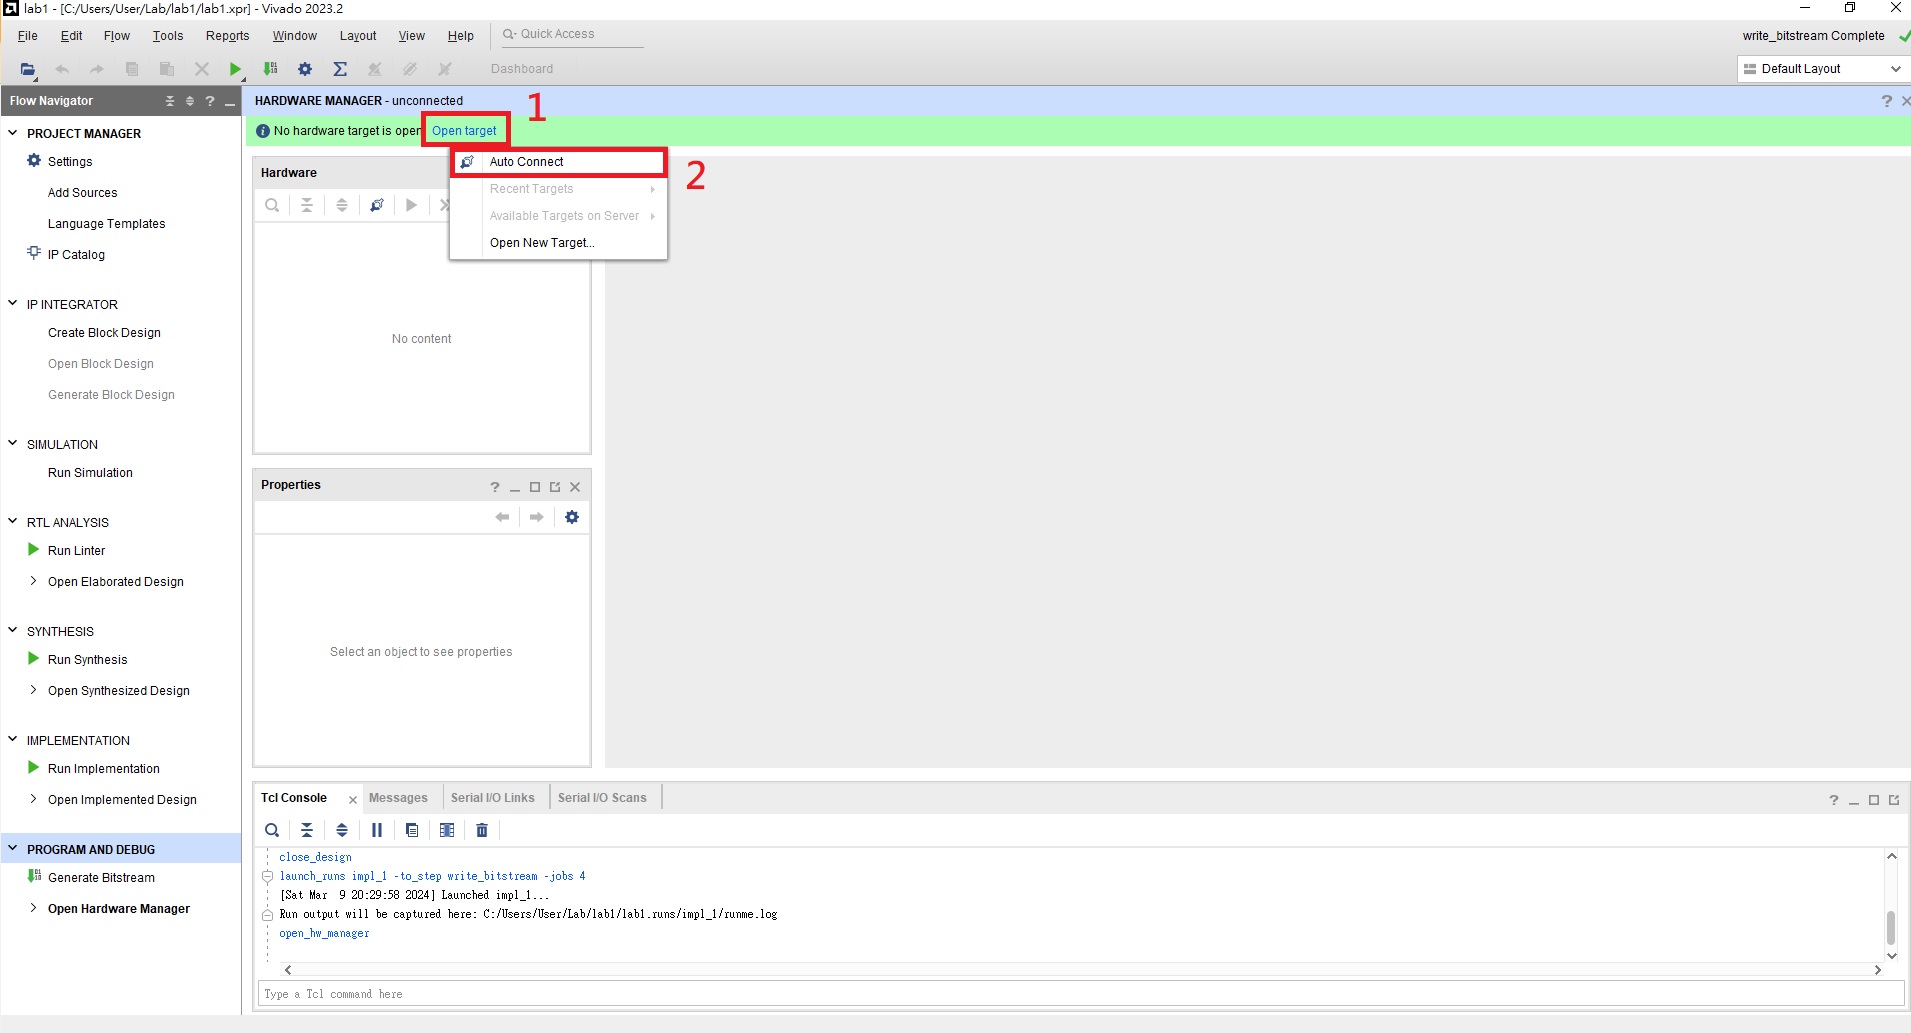 lab1 - [C:/Users/User/Lab/lab1/lab1.xpr] - Vivado 2023.2
File Edit Flow Tools Reports Window Layout View Help Quick Access
write_bitstream Complete
Dashboard
Default Layout
Flow Navigator
HARDWARE MANAGER - unconnected
1
No hardware target is open Open target
2
Auto Connect
Recent Targets
Available Targets on Server
Open New Target...
PROJECT MANAGER
Settings
Add Sources
Language Templates
IP Catalog
IP INTEGRATOR
Create Block Design
Open Block Design
Generate Block Design
SIMULATION
Run Simulation
RTL ANALYSIS
Run Linter
Open Elaborated Design
SYNTHESIS
Run Synthesis
Open Synthesized Design
IMPLEMENTATION
Run Implementation
Open Implemented Design
PROGRAM AND DEBUG
Generate Bitstream
Open Hardware Manager
Hardware
No content
Properties
Select an object to see properties
Tcl Console Messages Serial I/O Links Serial I/O Scans
close_design
launch_runs impl_1 -to_step write_bitstream -jobs 4
[Sat Mar 9 20:29:58 2024] Launched impl_1...
Run output will be captured here: C:/Users/User/Lab/lab1/lab1.runs/impl_1/runme.log
open_hw_manager
Type a Tcl command here